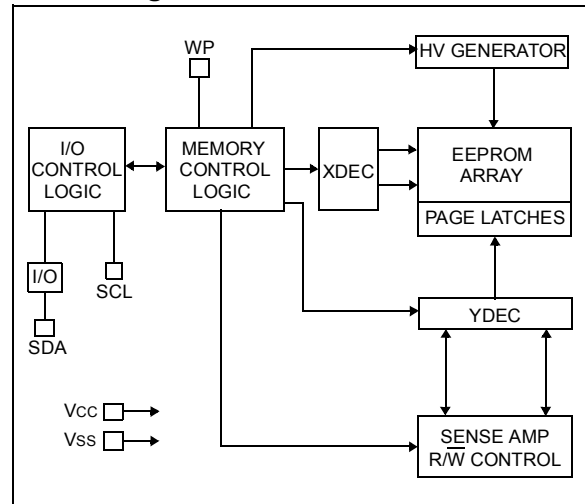 WP
HV GENERATOR
I/O
CONTROL
LOGIC
MEMORY
CONTROL
LOGIC
XDEC
EEPROM
ARRAY
PAGE LATCHES
I/O
SCL
SDA
YDEC
VCC
VSS
SENSE AMP
R/W̅ CONTROL